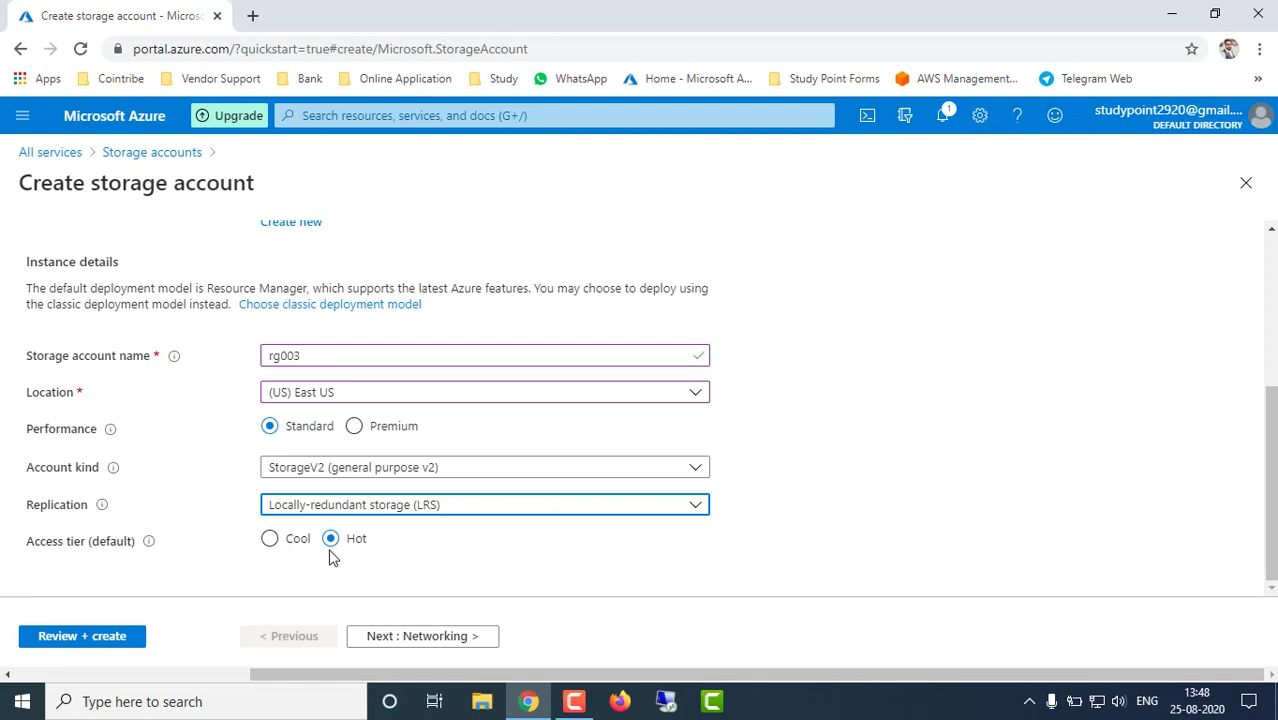 Create storage account - Micros
portal.azure.com/?quickstart=true#create/Microsoft.StorageAccount
Apps
Cointribe
Vendor Support
Bank
Online Application
Study
WhatsApp
Home - Microsoft A...
Study Point Forms
AWS Management...
Telegram Web
»
Microsoft Azure
Upgrade
Search resources, services, and docs (G+/)
1
studypoint2920@gmail....
DEFAULT DIRECTORY
All services > Storage accounts >
Create storage account
Create new
Instance details
The default deployment model is Resource Manager, which supports the latest Azure features. You may choose to deploy using
the classic deployment model instead. Choose classic deployment model
Storage account name *
rg003
Location *
(US) East US
Performance
Standard
Premium
Account kind
StorageV2 (general purpose v2)
Replication
Locally-redundant storage (LRS)
Access tier (default)
Cool
Hot
Review + create
< Previous
Next : Networking >
Type here to search
ENG
13:48
25-08-2020